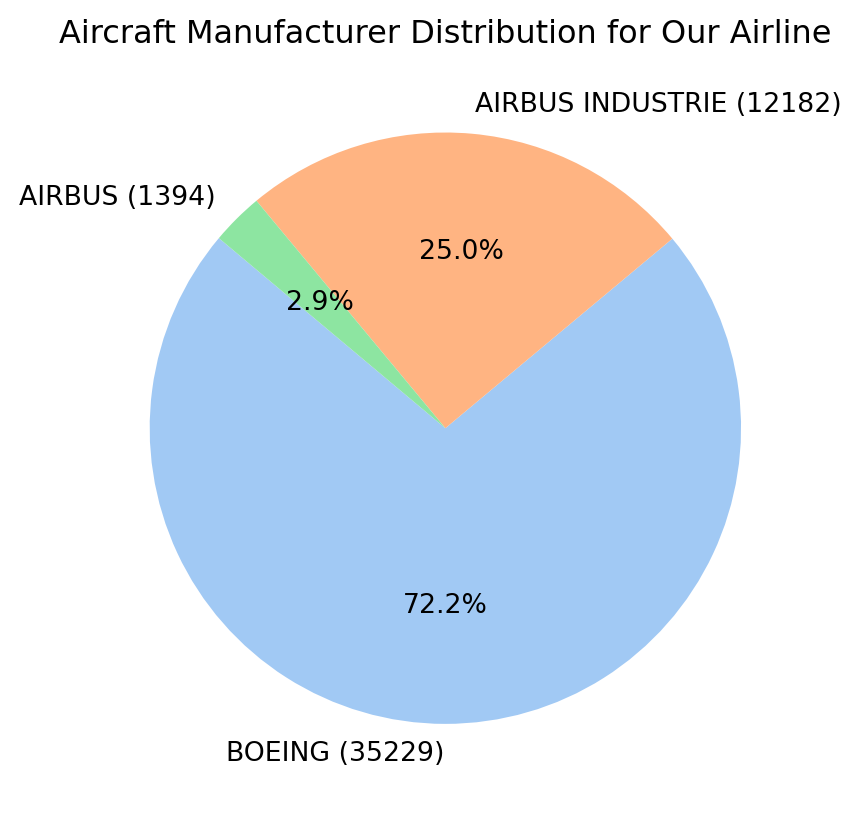 Aircraft Manufacturer Distribution for Our Airline
AIRBUS INDUSTRIE (12182)
AIRBUS (1394)
25.0%
2.9%
72.2%
BOEING (35229)